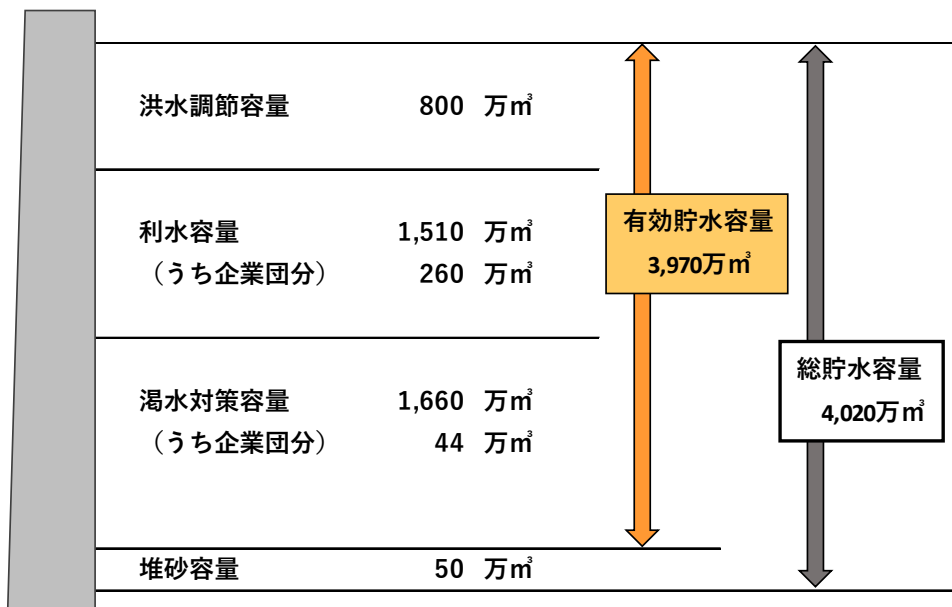 洪水調節容量 800 万㎥
利水容量 1,510 万㎥
（うち企業団分） 260 万㎥
有効貯水容量
3,970万㎥
渇水対策容量 1,660 万㎥
（うち企業団分） 44 万㎥
総貯水容量
4,020万㎥
堆砂容量 50 万㎥